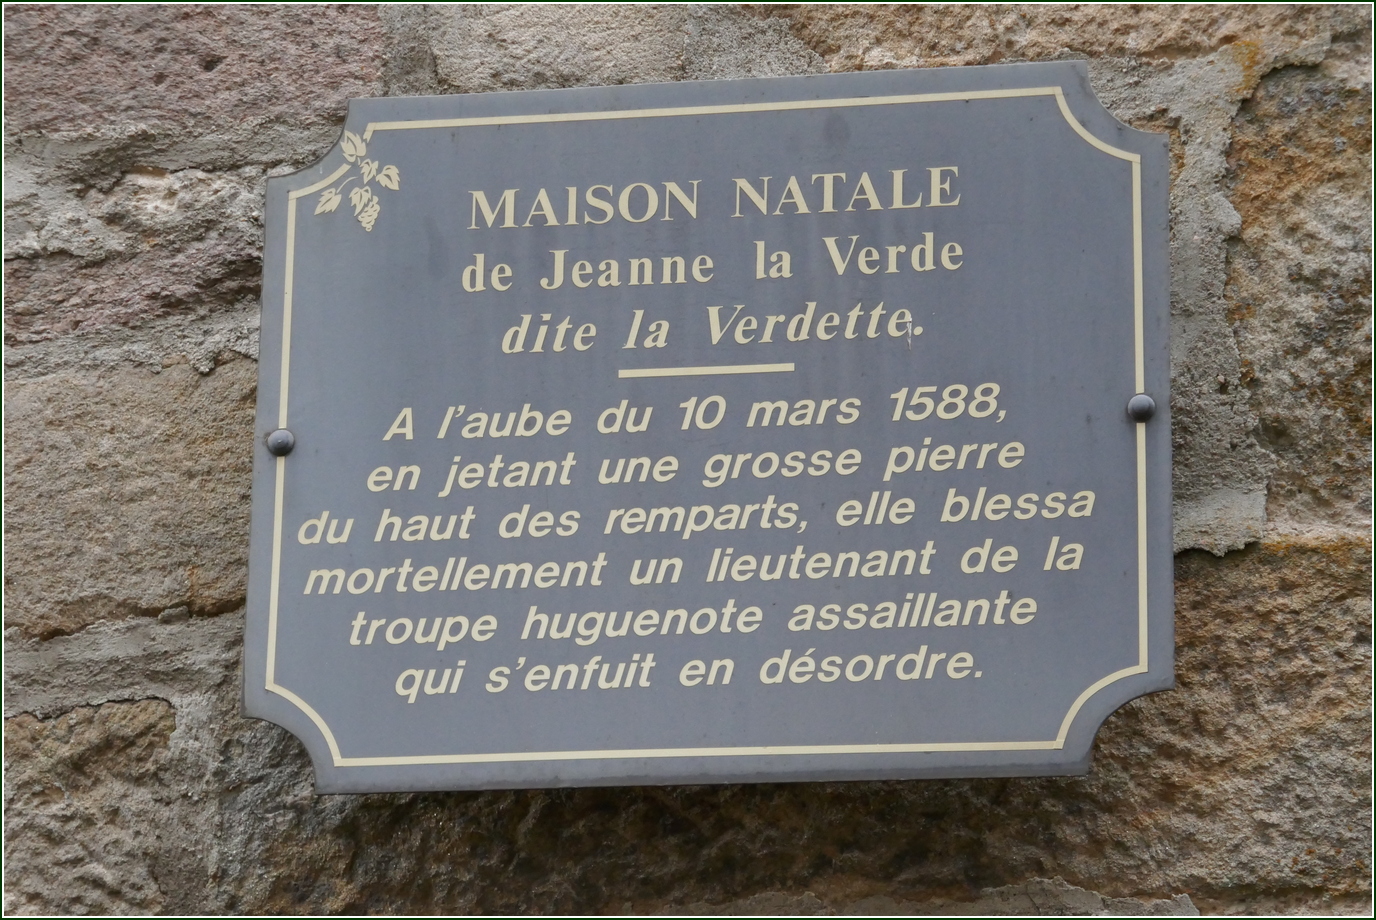 MAISON NATALE
de Jeanne la Verde
dite la Verdette.
A l'aube du 10 mars 1588,
en jetant une grosse pierre
du haut des remparts, elle blessa
mortellement un lieutenant de la
troupe huguenote assaillante
qui s'enfuit en désordre.